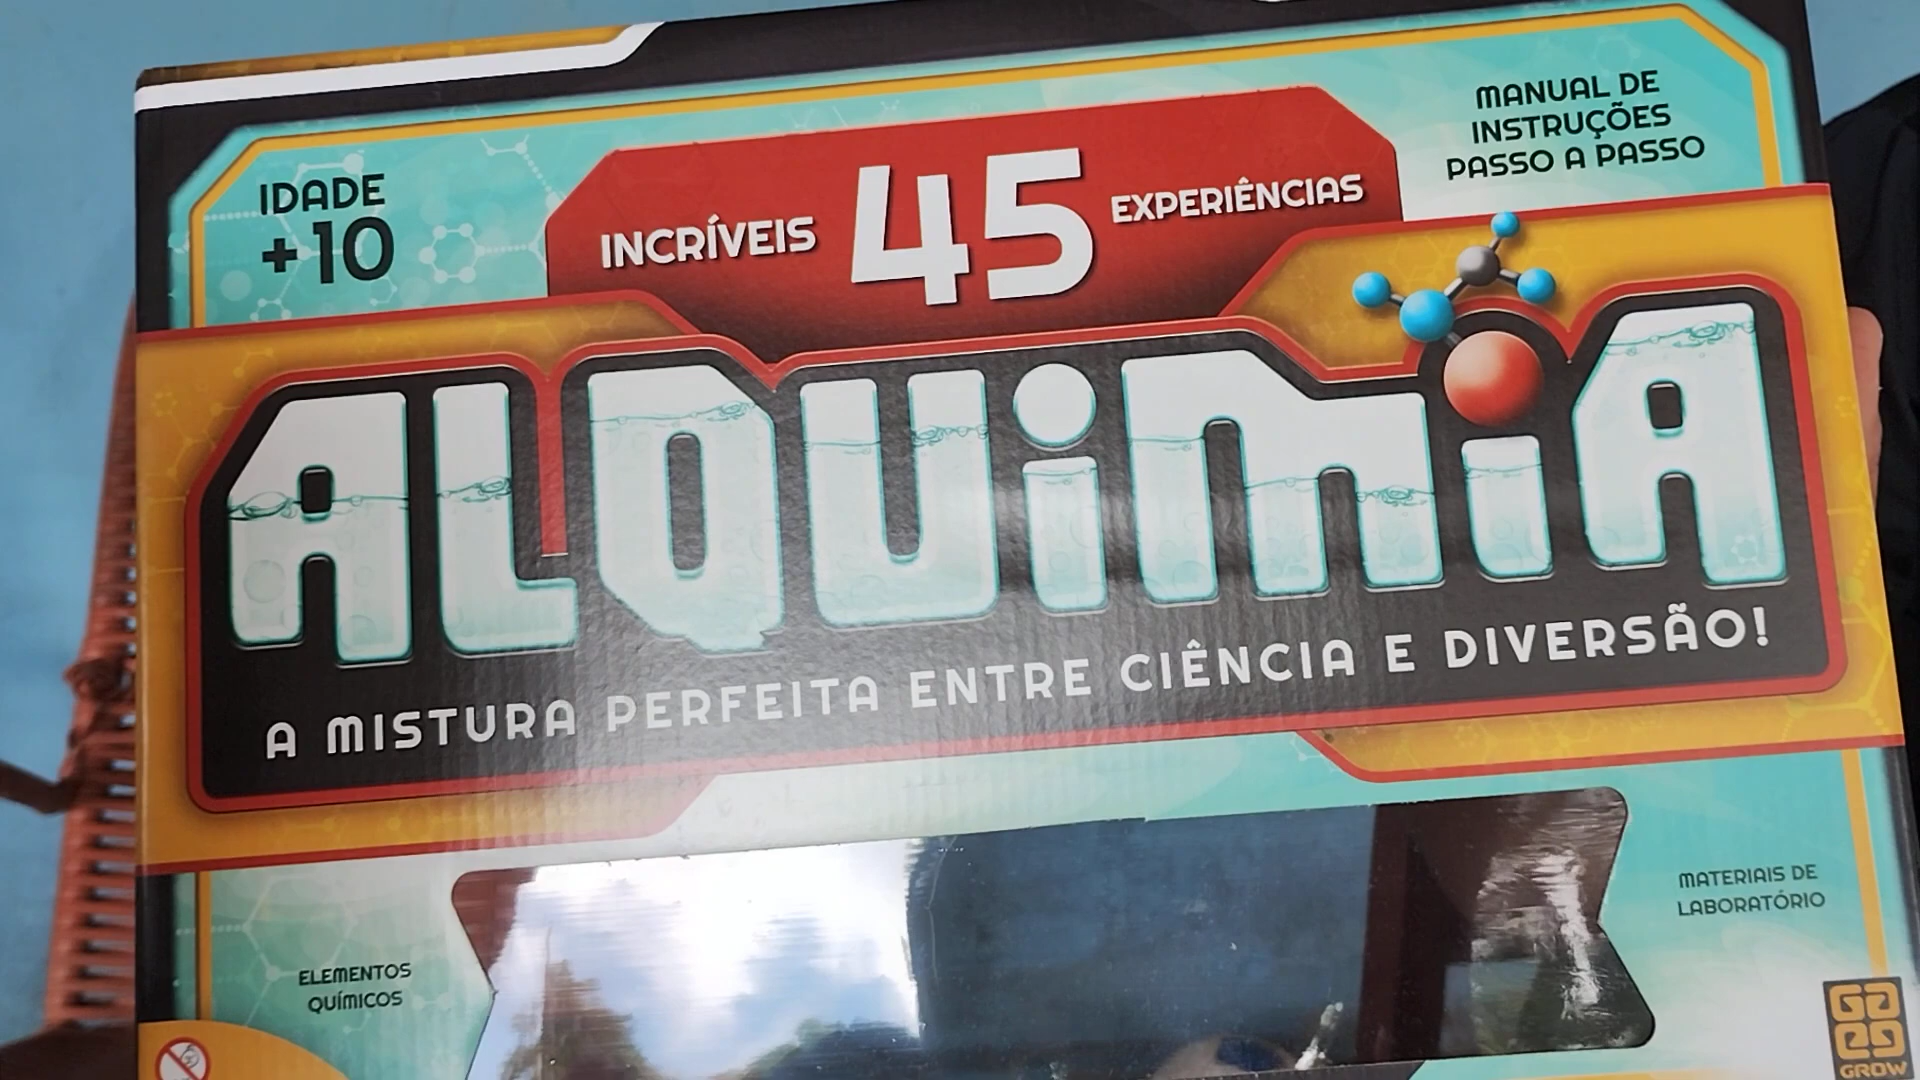 IDADE
+10
INCRÍVEIS 45 EXPERIÊNCIAS
MANUAL DE
INSTRUÇÕES
PASSO A PASSO
ALQUiMiA
A MISTURA PERFEITA ENTRE CIÊNCIA E DIVERSÃO!
ELEMENTOS
QUÍMICOS
MATERIAIS DE
LABORATÓRIO
GROW